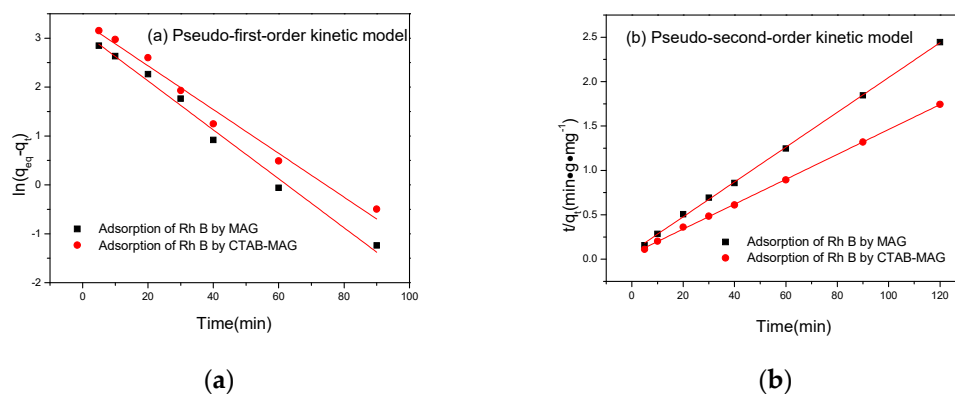 (a) Pseudo-first-order kinetic model
ln(q_eq-q_t)
3
2
1
0
-1
-2
Adsorption of Rh B by MAG
Adsorption of Rh B by CTAB-MAG
0 20 40 60 80 100
Time(min)
(a)
(b) Pseudo-second-order kinetic model
t/q_t(min•g•mg⁻¹)
2.5
2.0
1.5
1.0
0.5
0.0
Adsorption of Rh B by MAG
Adsorption of Rh B by CTAB-MAG
0 20 40 60 80 100 120
Time(min)
(b)